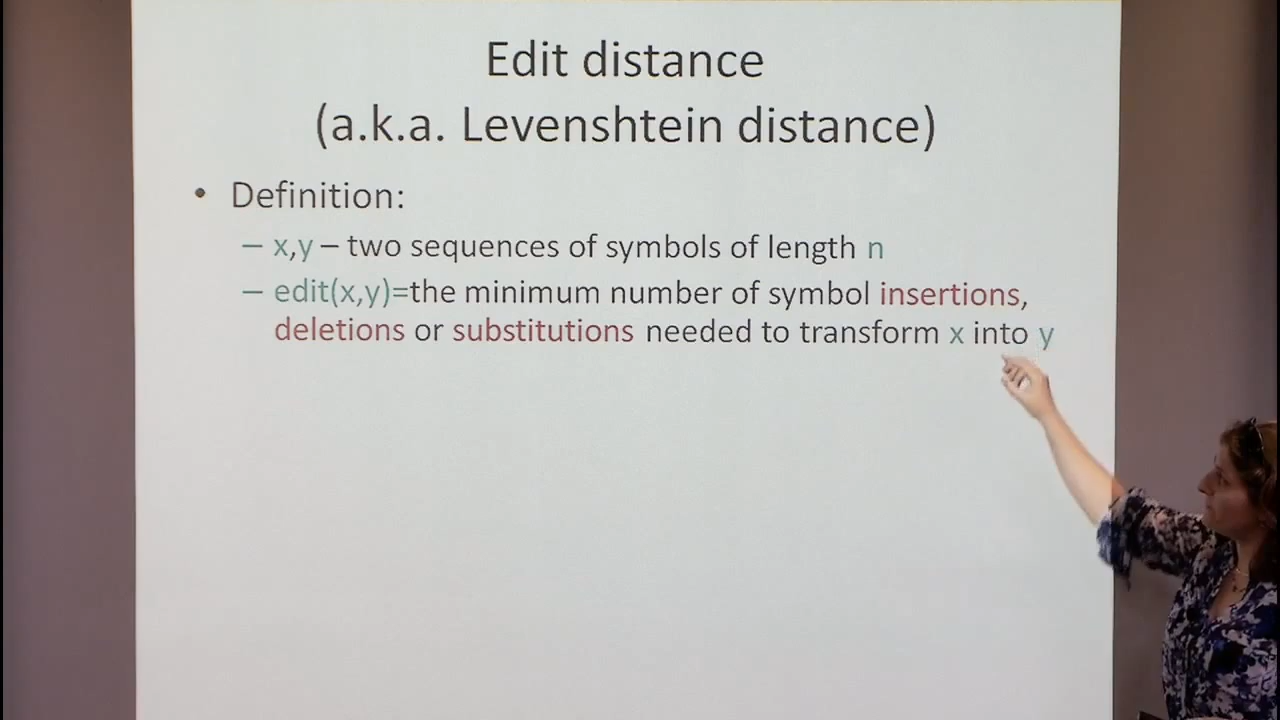 Edit distance
(a.k.a. Levenshtein distance)
• Definition:
– x,y – two sequences of symbols of length n
– edit(x,y)=the minimum number of symbol insertions,
deletions or substitutions needed to transform x into y